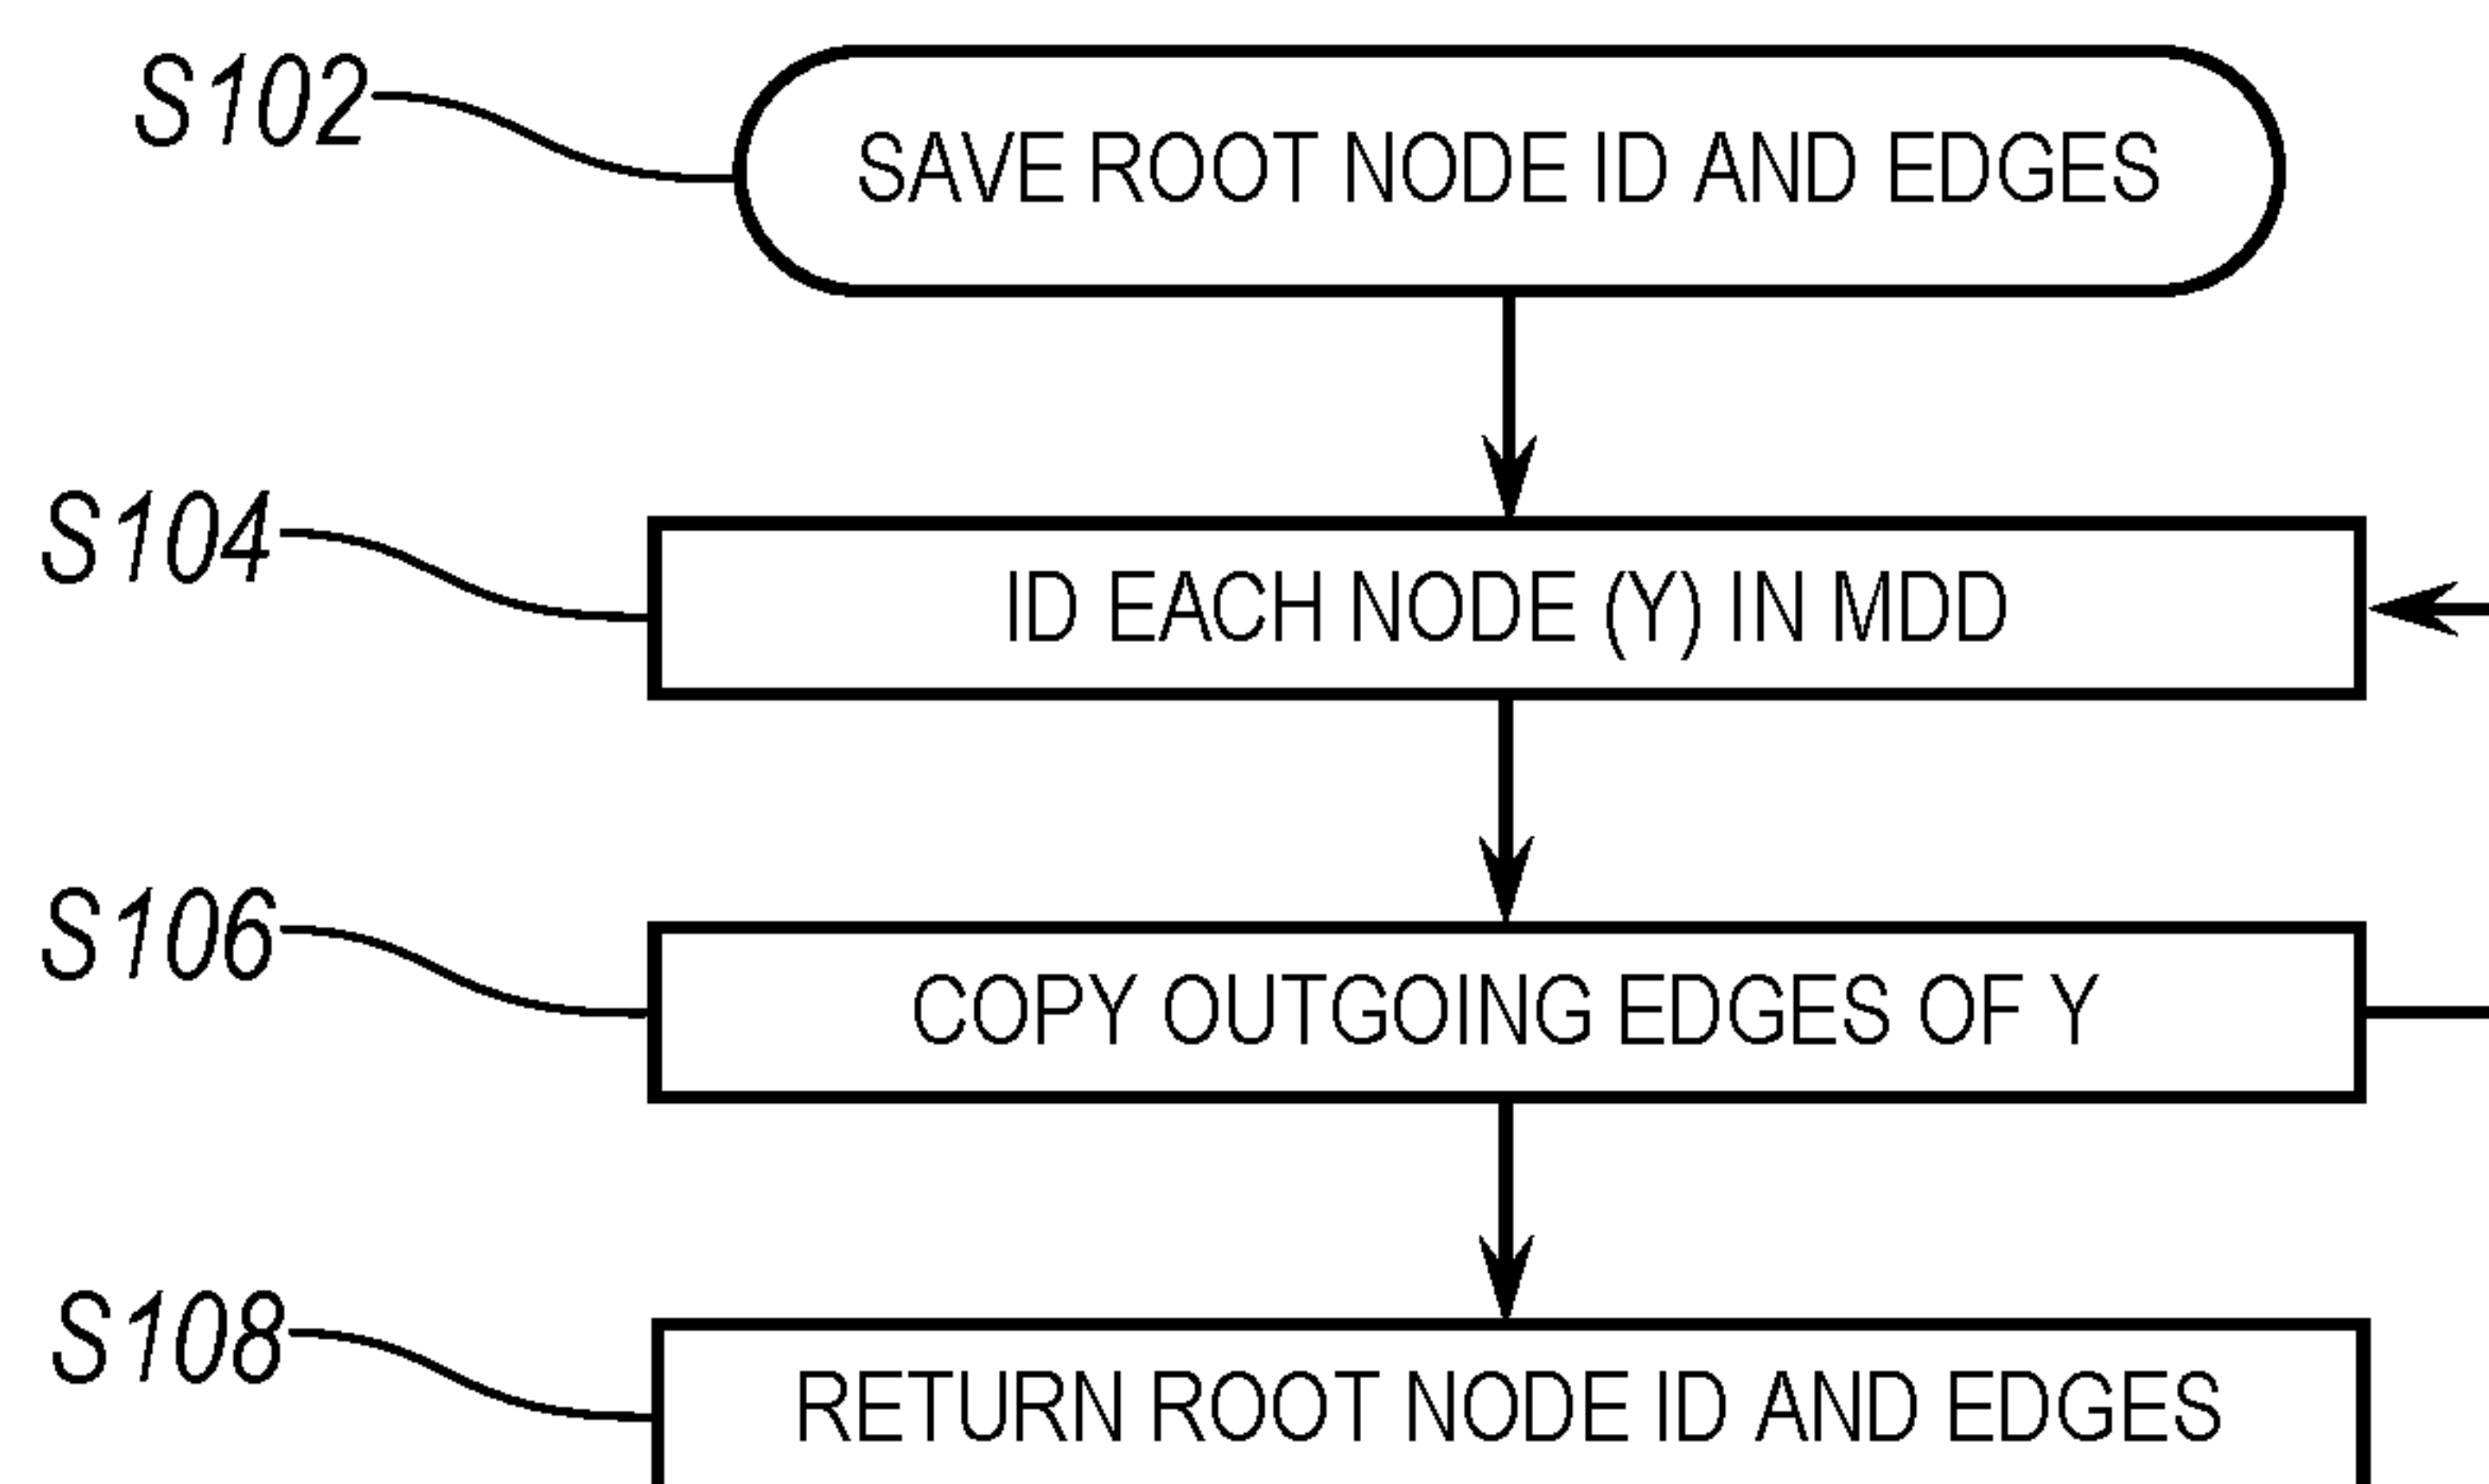 S102
SAVE ROOT NODE ID AND EDGES
S104
ID EACH NODE (Y) IN MDD
S106
COPY OUTGOING EDGES OF Y
S108
RETURN ROOT NODE ID AND EDGES